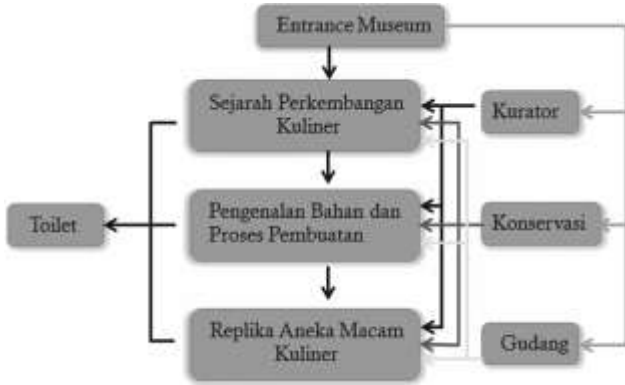 Entrance Museum
Sejarah Perkembangan
Kuliner
Kurator
Toilet
Pengenalan Bahan dan
Proses Pembuatan
Konservasi
Replika Aneka Macam
Kuliner
Gudang